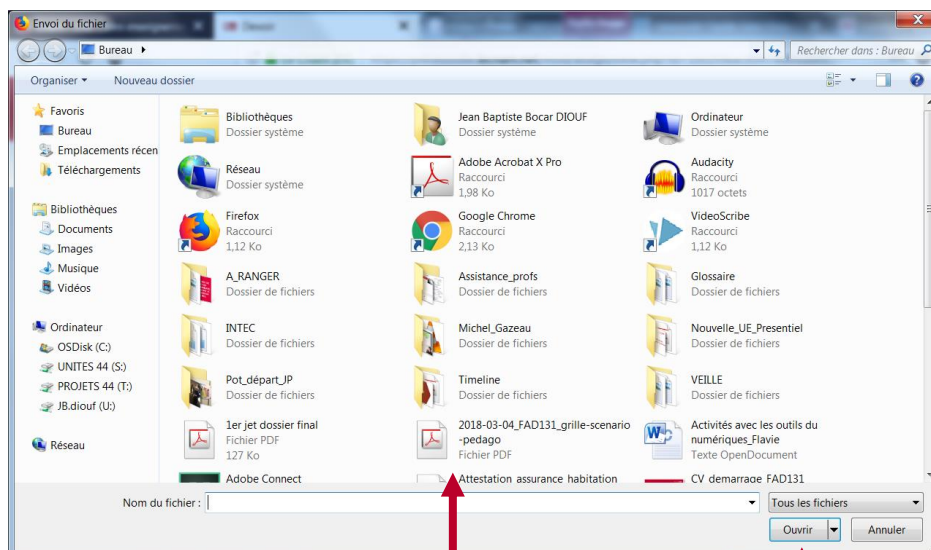 Envoi du fichier
Bureau
Rechercher dans : Bureau
Organiser
Nouveau dossier
Favoris
Bureau
Emplacements récen
Téléchargements
Bibliothèques
Documents
Images
Musique
Vidéos
Ordinateur
OSDisk (C:)
UNITES 44 (S:)
PROJETS 44 (T:)
JB.diouf (U:)
Réseau
Bibliothèques
Dossier système
Jean Baptiste Bocar DIOUF
Dossier système
Ordinateur
Dossier système
Réseau
Dossier système
Adobe Acrobat X Pro
Raccourci
1,98 Ko
Audacity
Raccourci
1017 octets
Firefox
Raccourci
1,12 Ko
Google Chrome
Raccourci
2,13 Ko
VideoScribe
Raccourci
1,12 Ko
A_RANGER
Dossier de fichiers
Assistance_profs
Dossier de fichiers
Glossaire
Dossier de fichiers
INTEC
Dossier de fichiers
Michel_Gazeau
Dossier de fichiers
Nouvelle_UE_Presentiel
Dossier de fichiers
Pot_départ_JP
Dossier de fichiers
Timeline
Dossier de fichiers
VEILLE
Dossier de fichiers
1er jet dossier final
Fichier PDF
127 Ko
2018-03-04_FAD131_grille-scenario
-pedago
Fichier PDF
Activités avec les outils du
numériques_Flavie
Texte OpenDocument
Adobe Connect
Attestation assurance habitation
CV demarrage FAD131
Nom du fichier :
Tous les fichiers
Ouvrir
Annuler